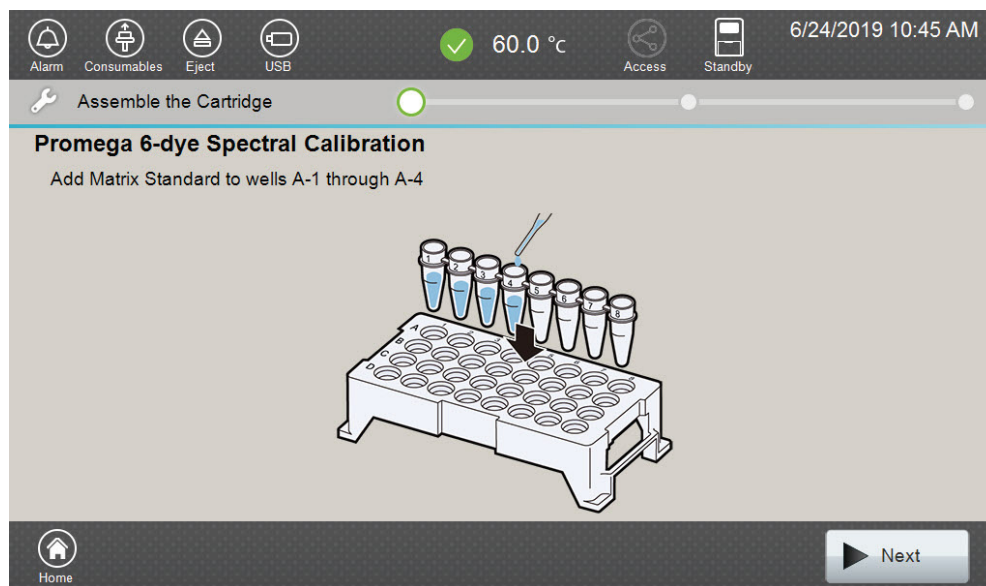 6/24/2019 10:45 AM
60.0 °c
Alarm
Consumables
Eject
USB
Access
Standby
Assemble the Cartridge
Promega 6-dye Spectral Calibration
Add Matrix Standard to wells A-1 through A-4
1 2 3 4 5 6 7 8
A
B
C
D
Home
Next